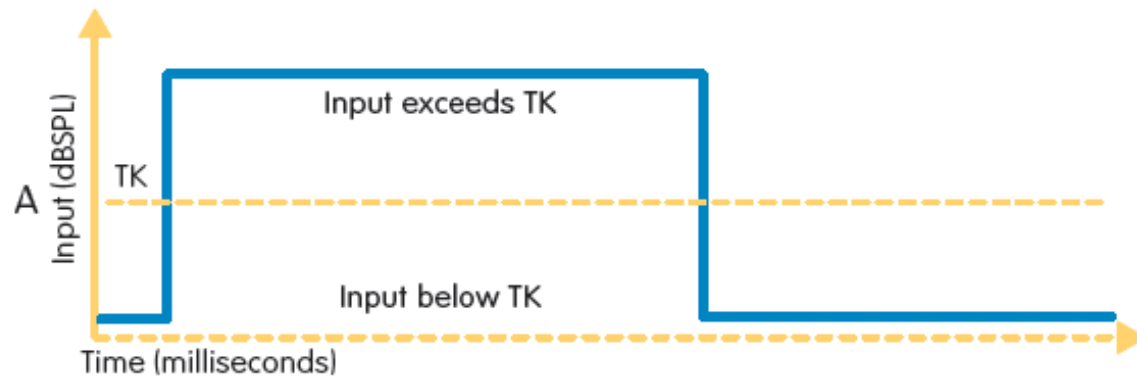 Input exceeds TK
TK
A
Input (dBSPL)
Input below TK
Time (milliseconds)